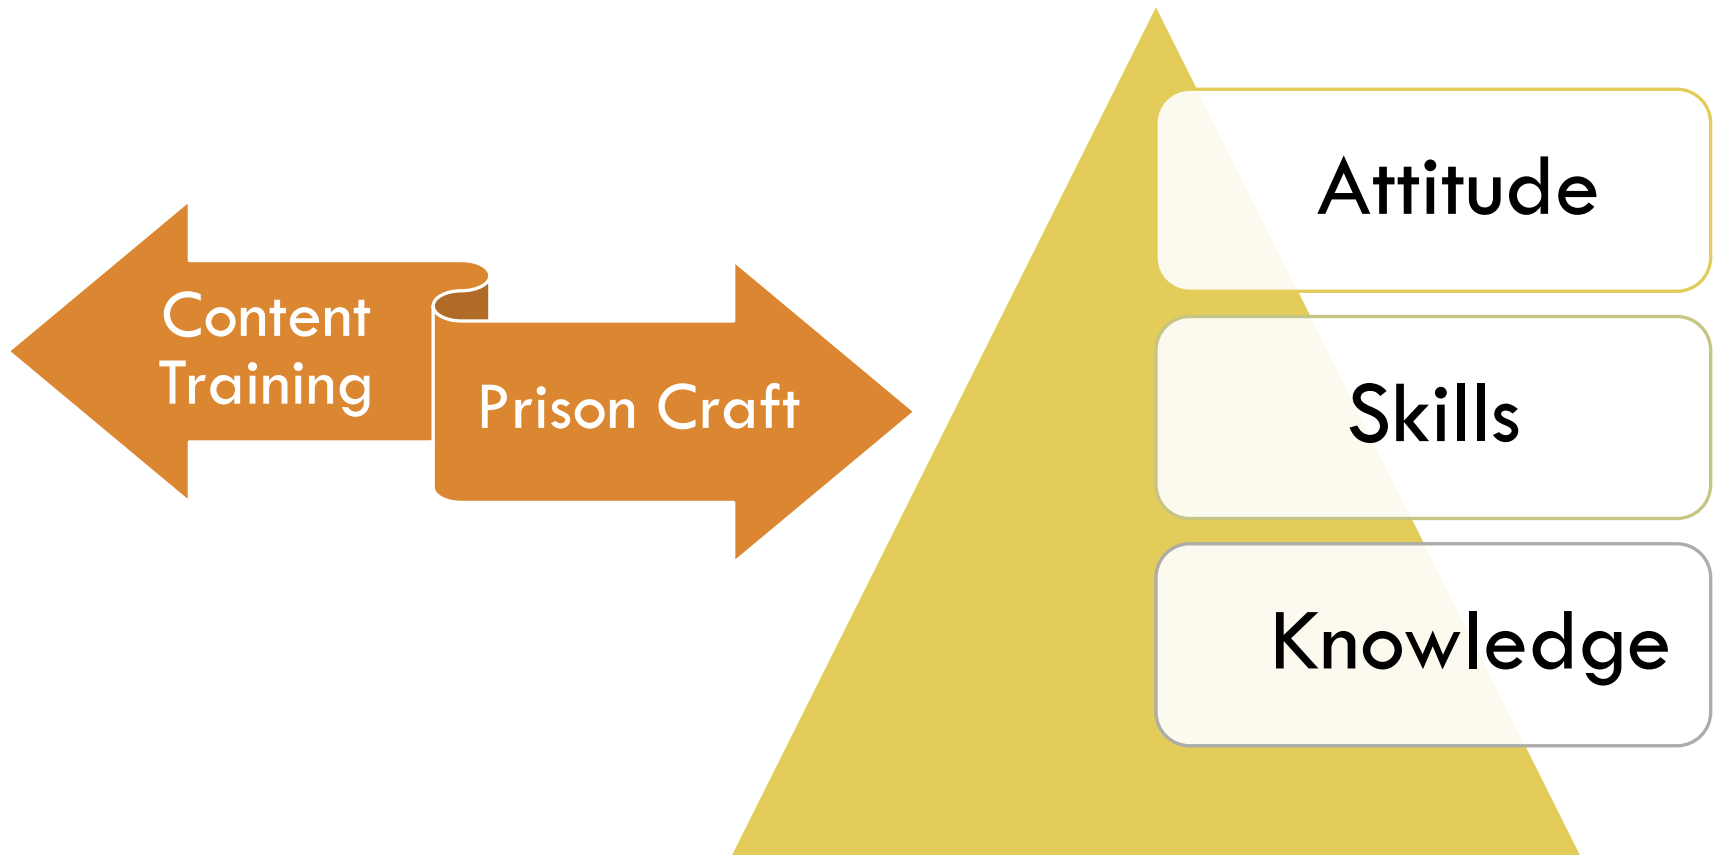 Content
Training
Prison Craft
Attitude
Skills
Knowledge